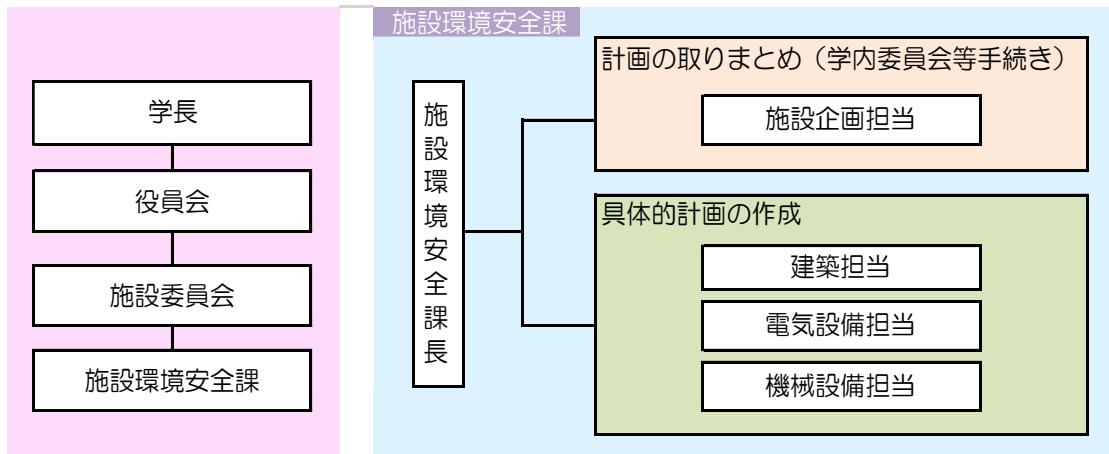 学長
役員会
施設委員会
施設環境安全課
施設環境安全課
施設環境安全課長
計画の取りまとめ（学内委員会等手続き）
施設企画担当
具体的計画の作成
建築担当
電気設備担当
機械設備担当